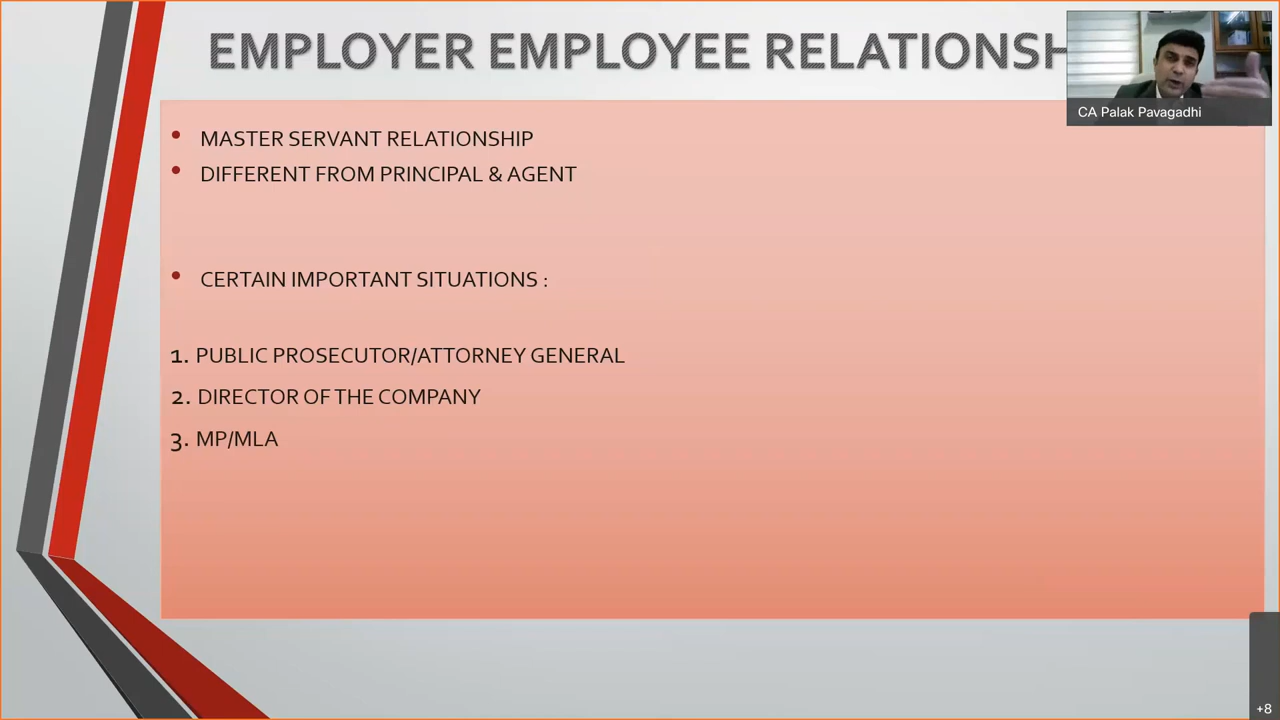 EMPLOYER EMPLOYEE RELATIONSH
CA Palak Pavagadhi
• MASTER SERVANT RELATIONSHIP
• DIFFERENT FROM PRINCIPAL & AGENT
• CERTAIN IMPORTANT SITUATIONS :
1. PUBLIC PROSECUTOR/ATTORNEY GENERAL
2. DIRECTOR OF THE COMPANY
3. MP/MLA
+8